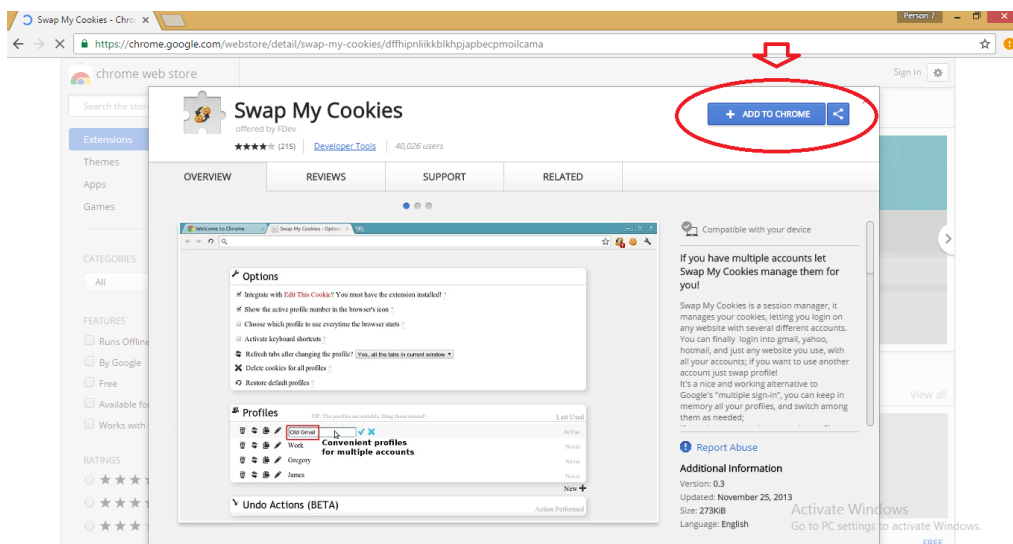 Swap My Cookies - Chro
Person 7
https://chrome.google.com/webstore/detail/swap-my-cookies/dffhipnliikkblkhpjapbecpmoilcama
chrome web store
Sign in
Search the stor
Swap My Cookies
offered by FDev
(215)
Developer Tools
40,026 users
ADD TO CHROME
Extensions
Themes
Apps
Games
CATEGORIES
All
FEATURES
Runs Offline
By Google
Free
Available fo
Works with
RATINGS
OVERVIEW
REVIEWS
SUPPORT
RELATED
Welcome to Chrome
Swap My Cookies - Option
Options
Integrate with Edit This Cookie? You must have the extension installed! ?
Show the active profile number in the browser's icon ?
Choose which profile to use everytime the browser starts ?
Activate keyboard shortcuts ?
Refresh tabs after changing the profile? Yes, all the tabs in current window
Delete cookies for all profiles ?
Restore default profiles ?
Profiles
TIP: The profiles are sortable. Drag them around!
Last Used
Old Gmail
In Use
Work
Never
Gregory
Never
James
Never
Convenient profiles
for multiple accounts
New
Undo Actions (BETA)
Action Performed
Compatible with your device
If you have multiple accounts let
Swap My Cookies manage them for
you!
Swap My Cookies is a session manager, it
manages your cookies, letting you login on
any website with several different accounts.
You can finally login into gmail, yahoo,
hotmail, and just any website you use, with
all your accounts; if you want to use another
account just swap profile!
It's a nice and working alternative to
Google's "multiple sign-in", you can keep in
memory all your profiles, and switch among
them as needed;
Report Abuse
Additional Information
Version: 0.3
Updated: November 25, 2013
Size: 273KiB
Language: English
View all
Activate Windows
Go to PC settings to activate Windows.
FREE